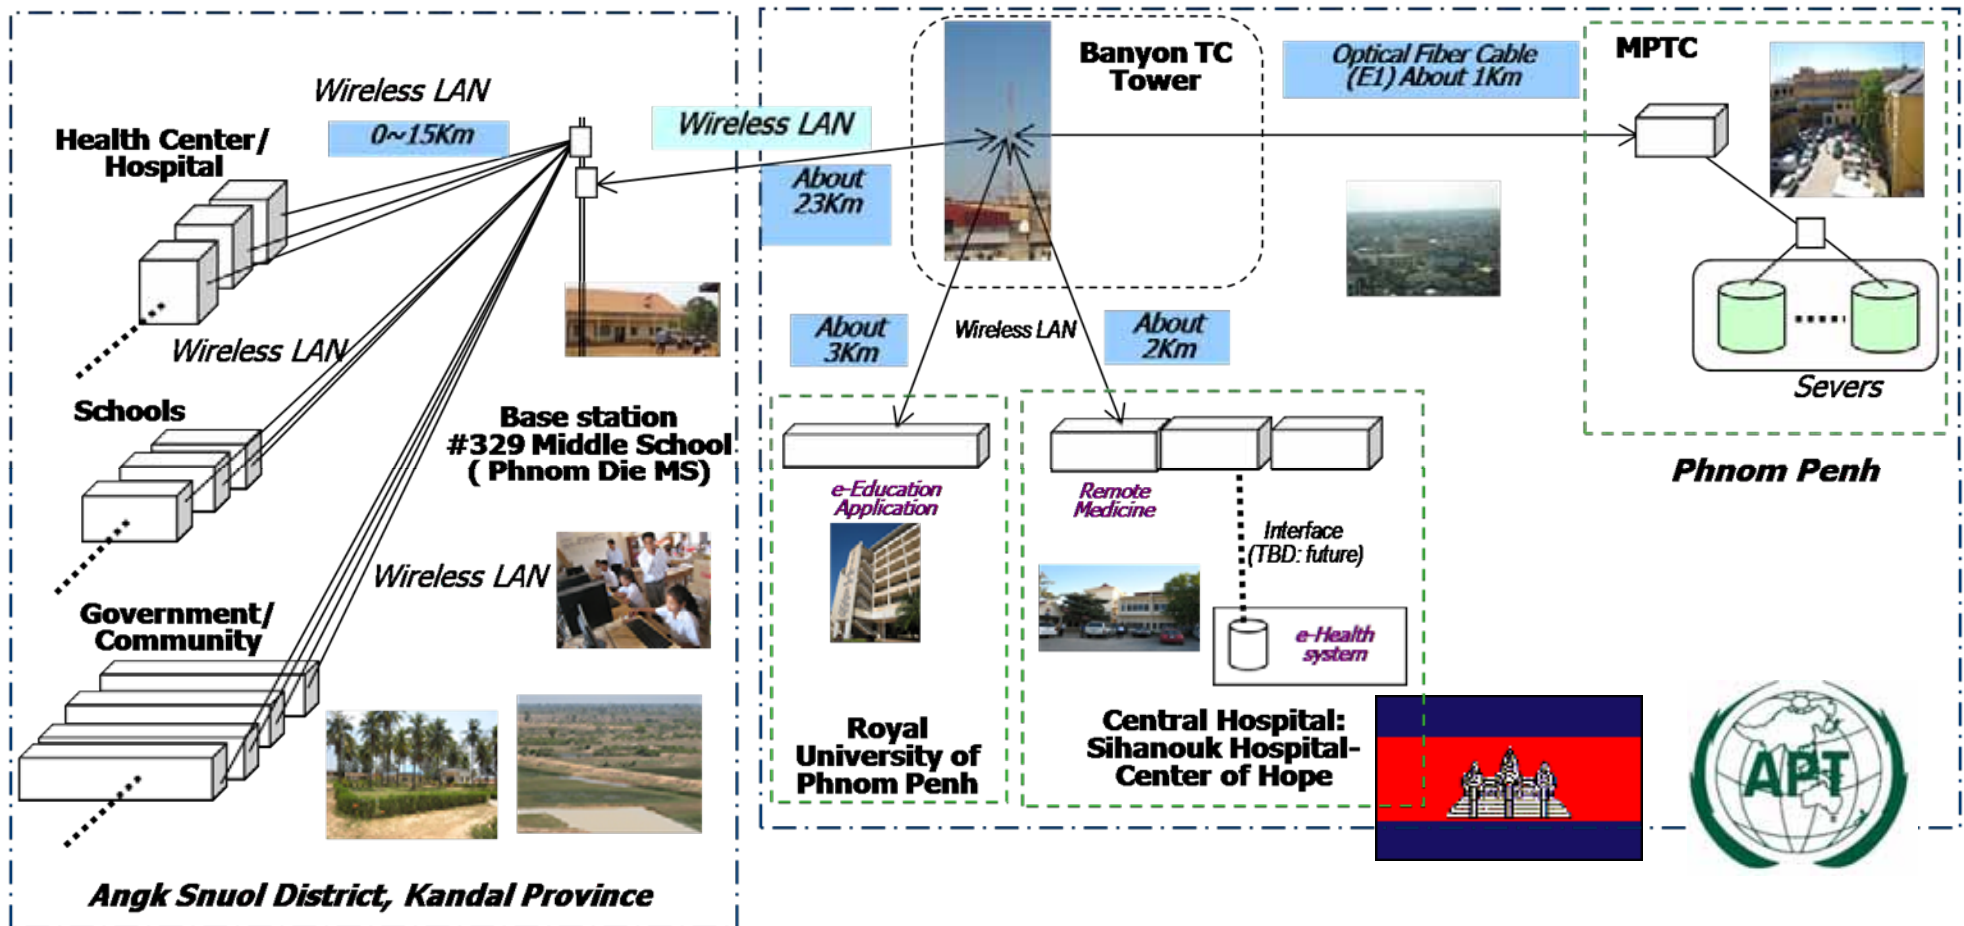 Wireless LAN
0~15Km
Health Center/
Hospital
Wireless LAN
Schools
Base station
#329 Middle School
( Phnom Die MS)
Wireless LAN
Government/
Community
Angk Snuol District, Kandal Province
Wireless LAN
About
23Km
Banyon TC
Tower
Optical Fiber Cable
(E1) About 1Km
MPTC
Severs
Phnom Penh
About
3Km
Wireless LAN
About
2Km
e-Education
Application
Royal
University of
Phnom Penh
Remote
Medicine
Interface
(TBD: future)
e-Health
system
Central Hospital:
Sihanouk Hospital-
Center of Hope
APT